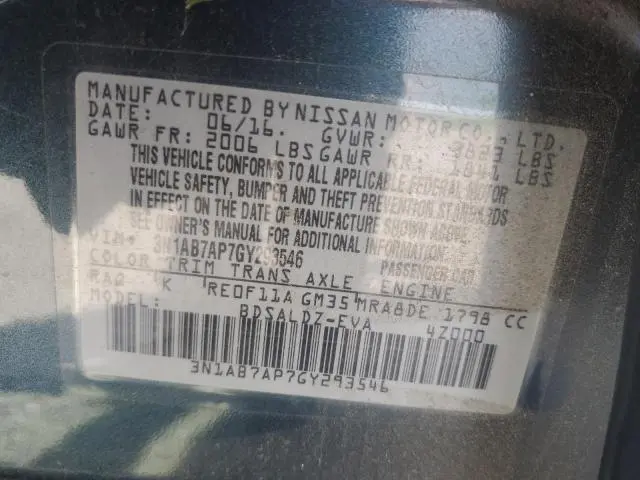 MANUFACTURED BY NISSAN MOTOR CO., LTD.
DATE: 06/16. GVWR: LBS
GAWR FR: 2006 LBS GAWR RR: LBS
THIS VEHICLE CONFORMS TO ALL APPLICABLE FEDERAL MOTOR
VEHICLE SAFETY, BUMPER AND THEFT PREVENTION STANDARDS
IN EFFECT ON THE DATE OF MANUFACTURE SHOWN ABOVE.
SEE OWNER'S MANUAL FOR ADDITIONAL INFORMATION
VIN: 3N1AB7AP7GY293546 PASSENGER CAR
COLOR TRIM TRANS AXLE ENGINE
K RE0F11A GM35 MRA8DE 1798 CC
BDSALDZ-EVA 4Z000
3N1AB7AP7GY293546